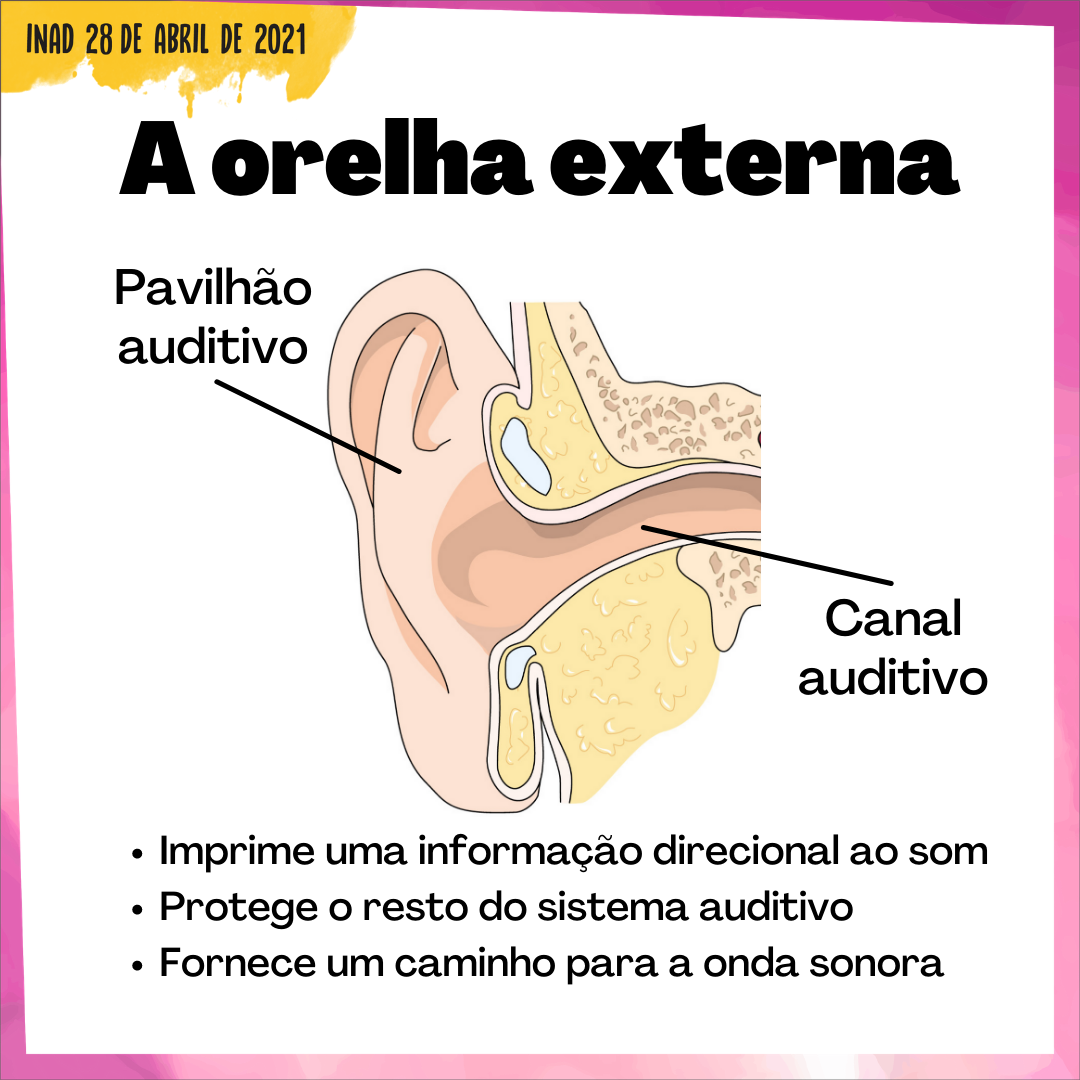 INAD 28 DE ABRIL DE 2021
A orelha externa
Pavilhão
auditivo
Canal
auditivo
• Imprime uma informação direcional ao som
• Protege o resto do sistema auditivo
• Fornece um caminho para a onda sonora